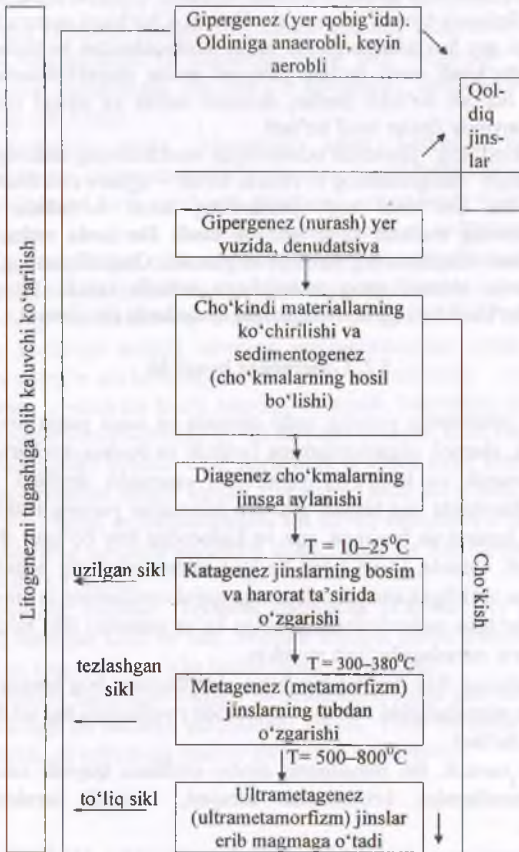 Gipergenez (yer qobig‘ida).
Oldiniga anaerobli, keyin
aerobli
Qol-
diq
jins-
lar
Gipergenez (nurash) yer
yuzida, denudatsiya
Cho‘kindi materiallarning
ko‘chirilishi va
sedimentogenez
(cho‘kmalarning hosil
bo‘lishi)
Diagenez cho‘kmalarning
jinsga aylanishi
T = 10–25⁰C
uzilgan sikl
Katagenez jinslarning bosim
va harorat ta’sirida
o‘zgarishi
T = 300–380⁰C
tezlashgan
sikl
Metagenez (metamorfizm)
jinslarning tubdan
o‘zgarishi
T= 500–800⁰C
to‘liq sikl
Ultrametagenez
(ultrametamorfizm) jinslar
erib magmaga o‘tadi
Litogenezni tugashiga olib keluvchi ko‘tarilish
Cho‘kish